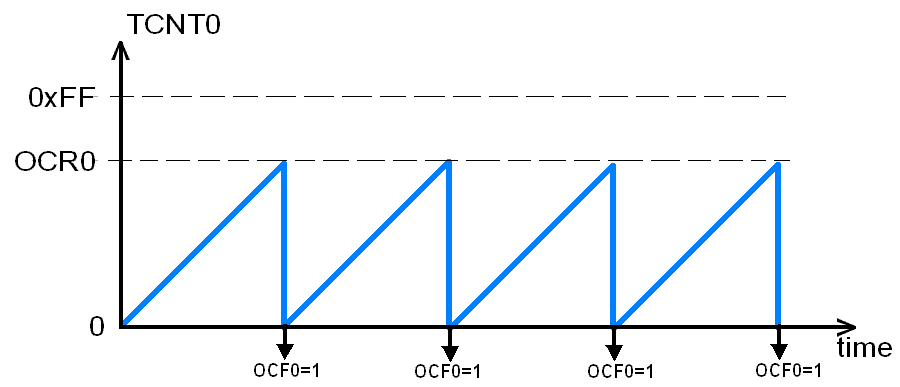 TCNT0
0xFF
OCR0
0
time
OCF0=1
OCF0=1
OCF0=1
OCF0=1